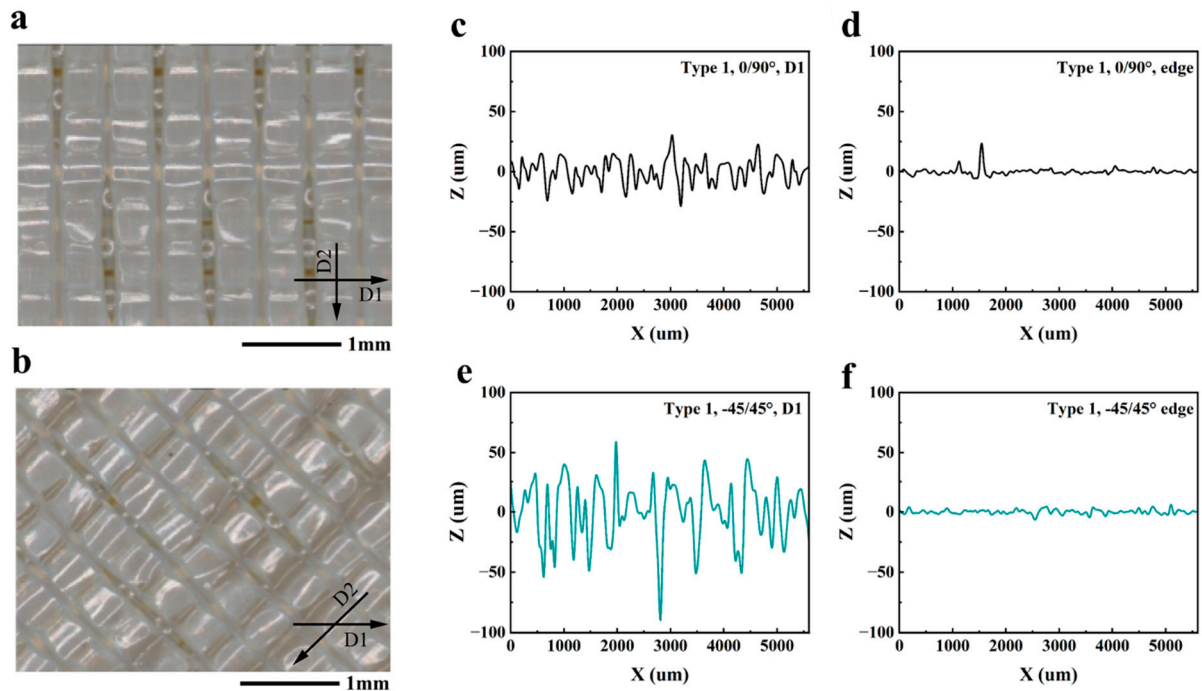 a
D2
D1
1mm
b
D2
D1
1mm
c
Type 1, 0/90°, D1
100
50
0
−50
−100
Z (um)
0 1000 2000 3000 4000 5000
X (um)
d
Type 1, 0/90°, edge
100
50
0
−50
−100
Z (um)
0 1000 2000 3000 4000 5000
X (um)
e
Type 1, -45/45°, D1
100
50
0
−50
−100
Z (um)
0 1000 2000 3000 4000 5000
X (um)
f
Type 1, -45/45° edge
100
50
0
−50
−100
Z (um)
0 1000 2000 3000 4000 5000
X (um)